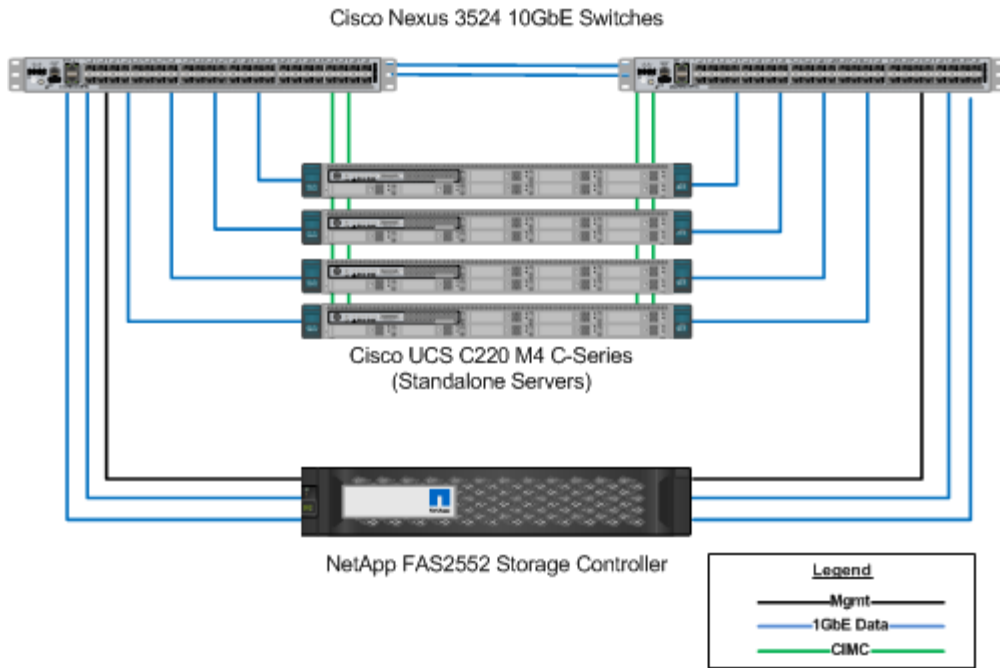 Cisco Nexus 3524 10GbE Switches
Cisco UCS C220 M4 C-Series
(Standalone Servers)
NetApp
NetApp FAS2552 Storage Controller
Legend
Mgmt
1GbE Data
CIMC